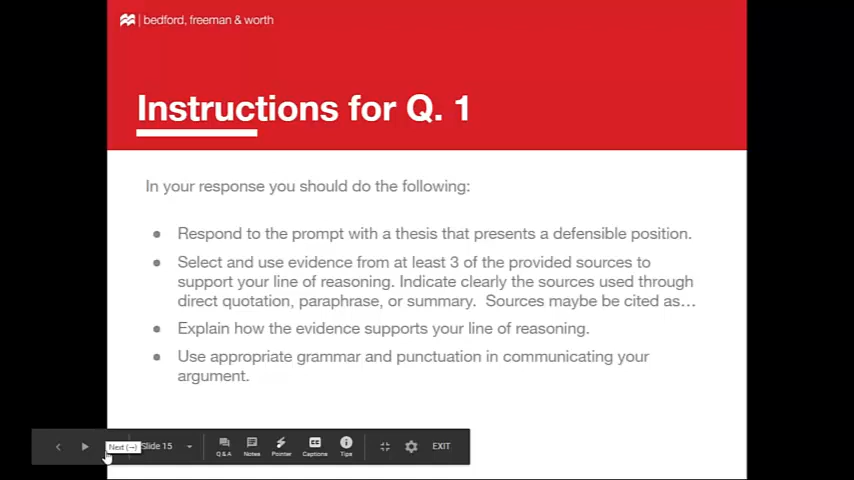 bedford, freeman & worth
Instructions for Q. 1
In your response you should do the following:
● Respond to the prompt with a thesis that presents a defensible position.
● Select and use evidence from at least 3 of the provided sources to
support your line of reasoning. Indicate clearly the sources used through
direct quotation, paraphrase, or summary. Sources maybe be cited as…
● Explain how the evidence supports your line of reasoning.
● Use appropriate grammar and punctuation in communicating your
argument.
Next (→) Slide 15 Q&A Notes Pointer Captions Tips EXIT